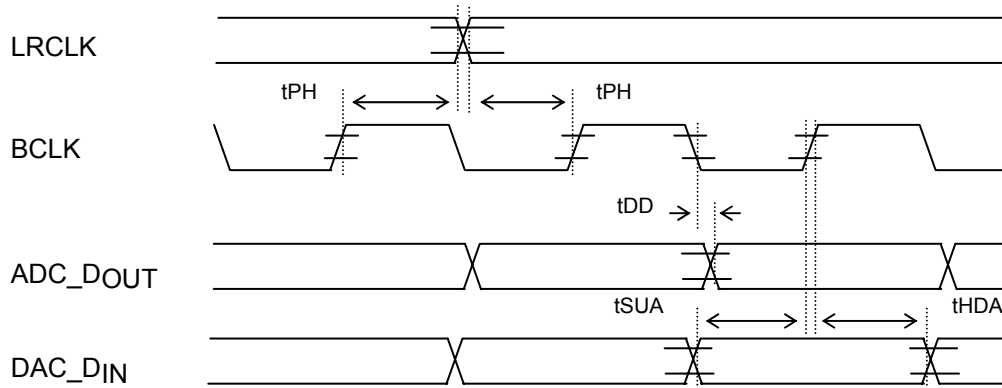 LRCLK
tPH tPH
BCLK
tDD
ADC_DOUT
tSUA tHDA
DAC_DIN